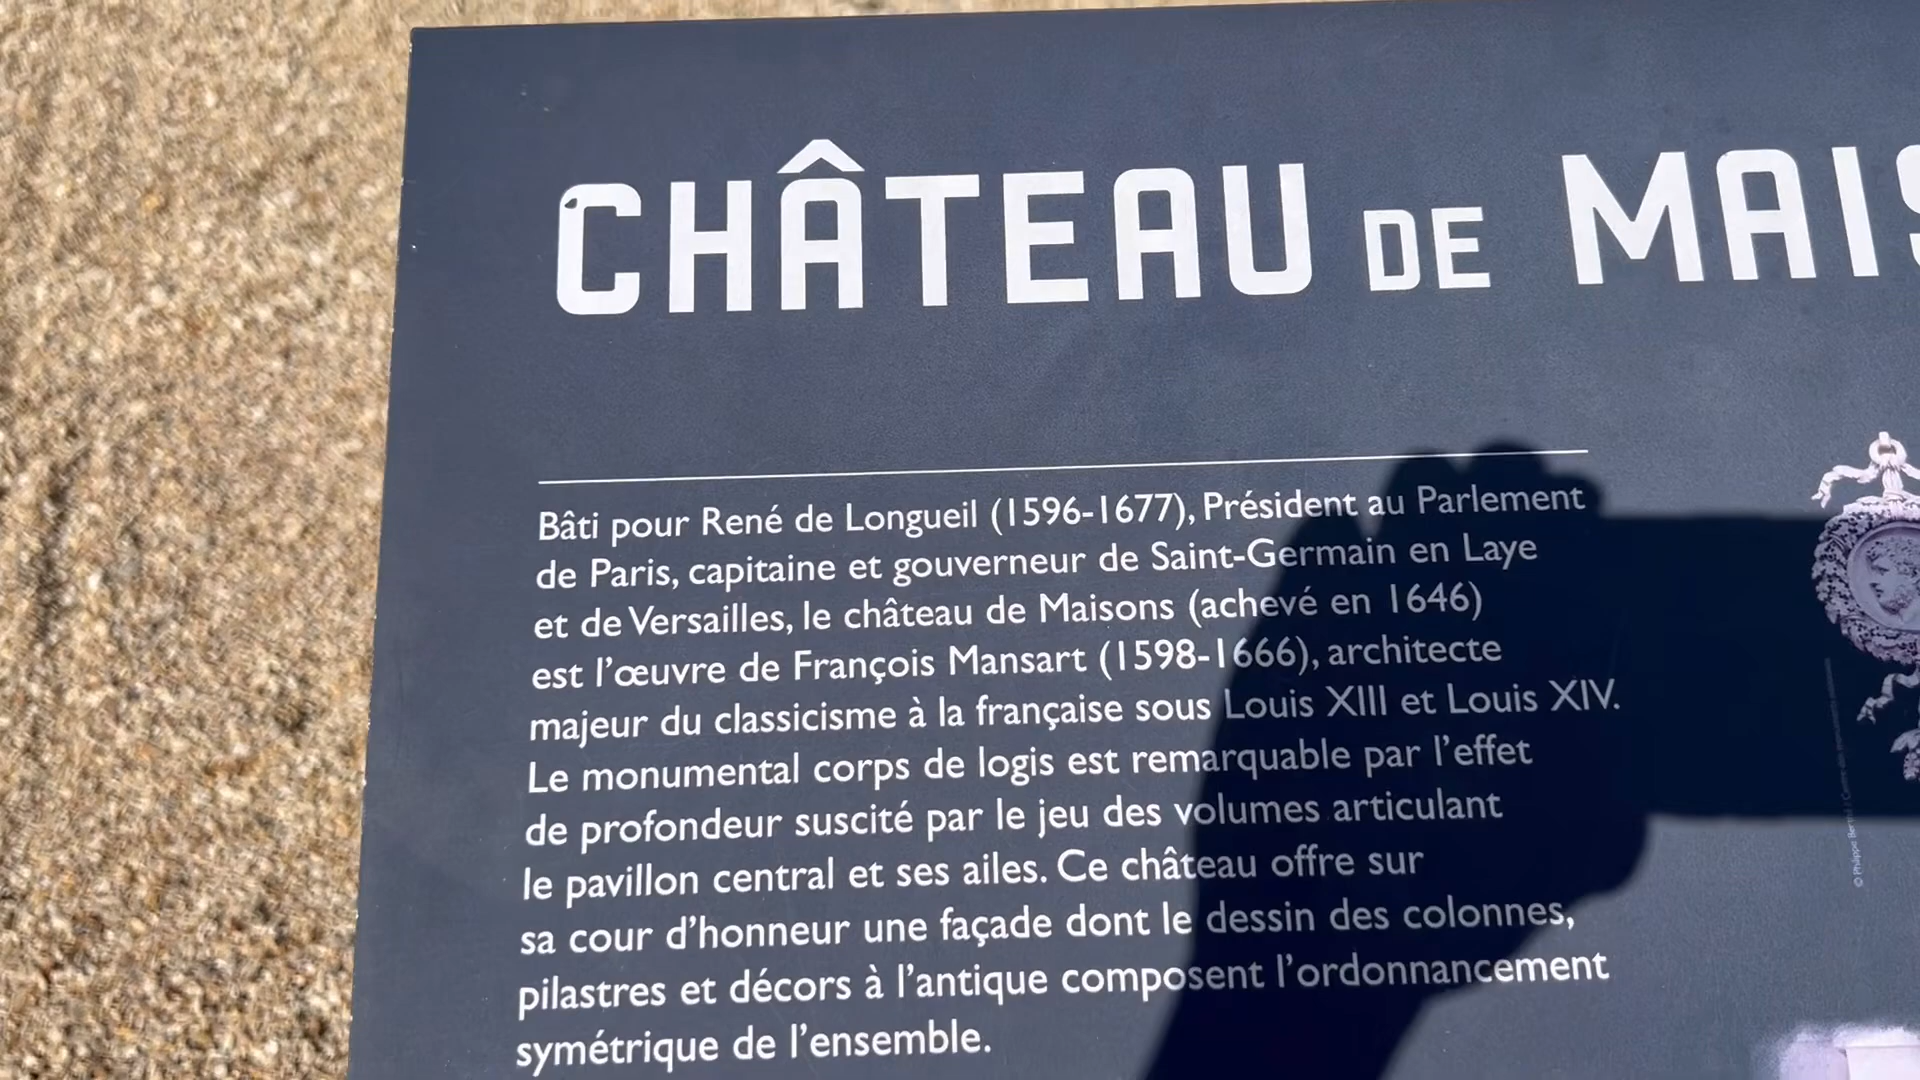 CHÂTEAU DE MAIS
Bâti pour René de Longueil (1596-1677), Président au Parlement
de Paris, capitaine et gouverneur de Saint-Germain en Laye
et de Versailles, le château de Maisons (achevé en 1646)
est l’œuvre de François Mansart (1598-1666), architecte
majeur du classicisme à la française sous Louis XIII et Louis XIV.
Le monumental corps de logis est remarquable par l’effet
de profondeur suscité par le jeu des volumes articulant
le pavillon central et ses ailes. Ce château offre sur
sa cour d’honneur une façade dont le dessin des colonnes,
pilastres et décors à l’antique composent l’ordonnancement
symétrique de l’ensemble.
© Philippe